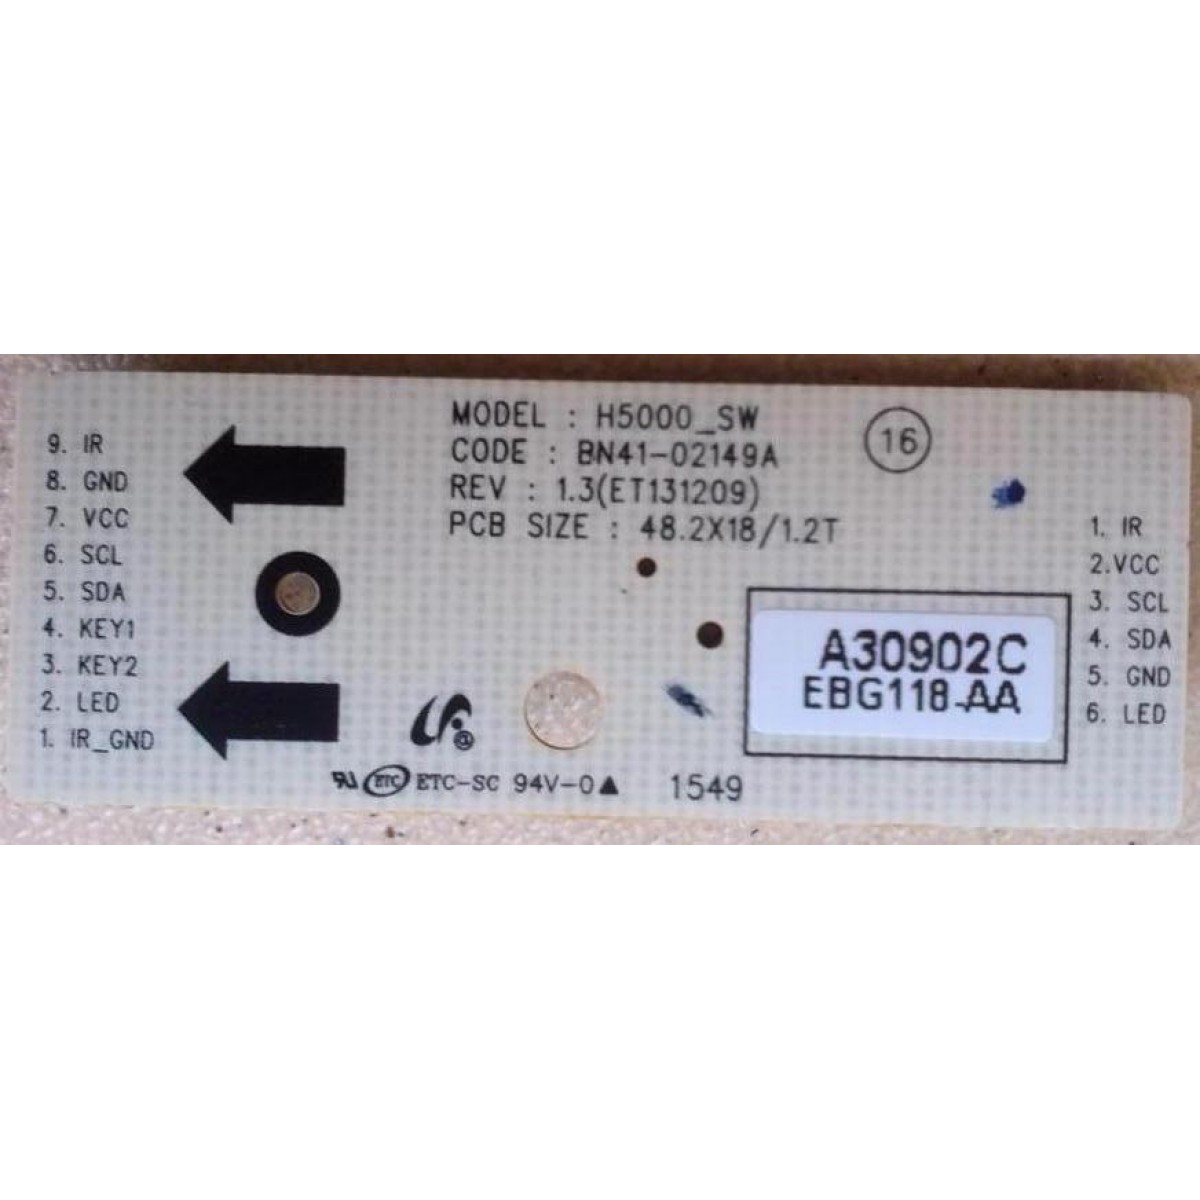 MODEL : H5000_SW
CODE : BN41-02149A
REV : 1.3(ET131209)
PCB SIZE : 48.2X18/1.2T
16
9. IR
8. GND
7. VCC
6. SCL
5. SDA
4. KEY1
3. KEY2
2. LED
1. IR_GND
1. IR
2.VCC
3. SCL
4. SDA
5. GND
6. LED
A30902C
EBG118-AA
ETC ETC-SC 94V-0▲ 1549